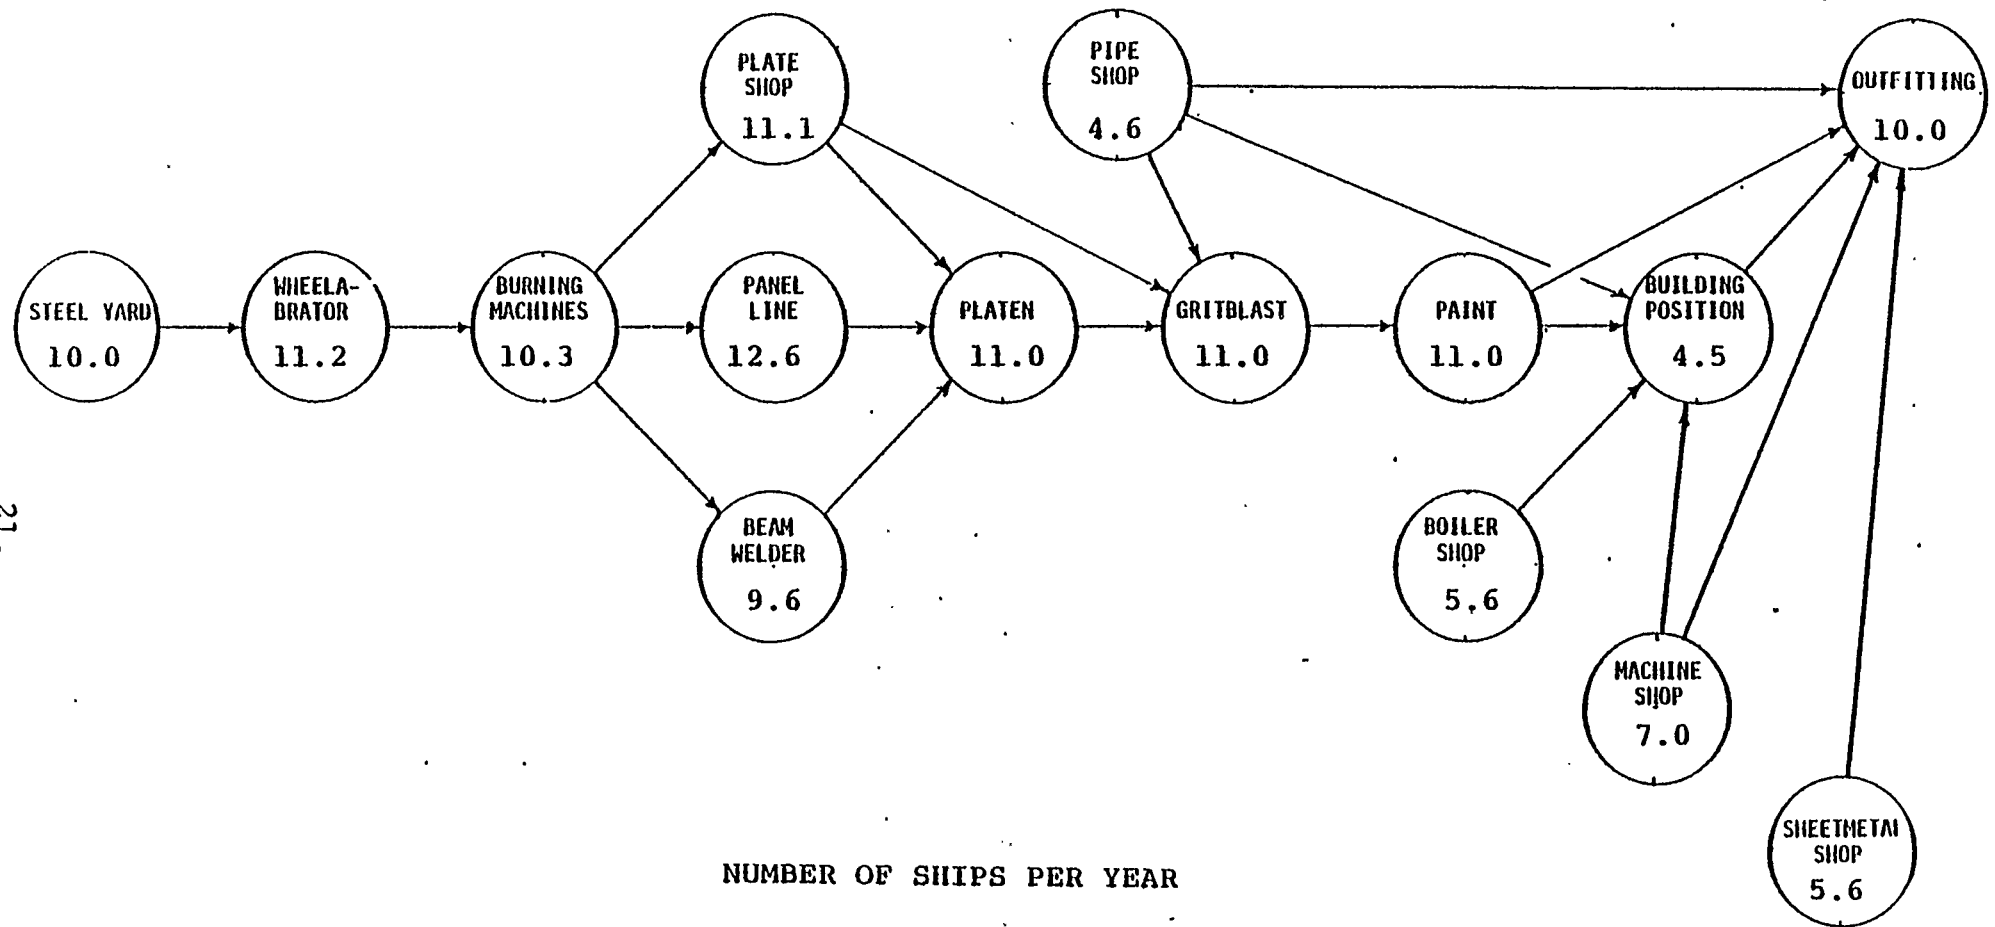 PLATE
SHOP
11.1
PIPE
SHOP
4.6
OUTFITTING
10.0
STEEL YARD
10.0
WHEELA-
BRATOR
11.2
BURNING
MACHINES
10.3
PANEL
LINE
12.6
PLATEN
11.0
GRITBLAST
11.0
PAINT
11.0
BUILDING
POSITION
4.5
BEAM
WELDER
9.6
BOILER
SHOP
5.6
MACHINE
SHOP
7.0
SHEETMETAL
SHOP
5.6
NUMBER OF SHIPS PER YEAR
21